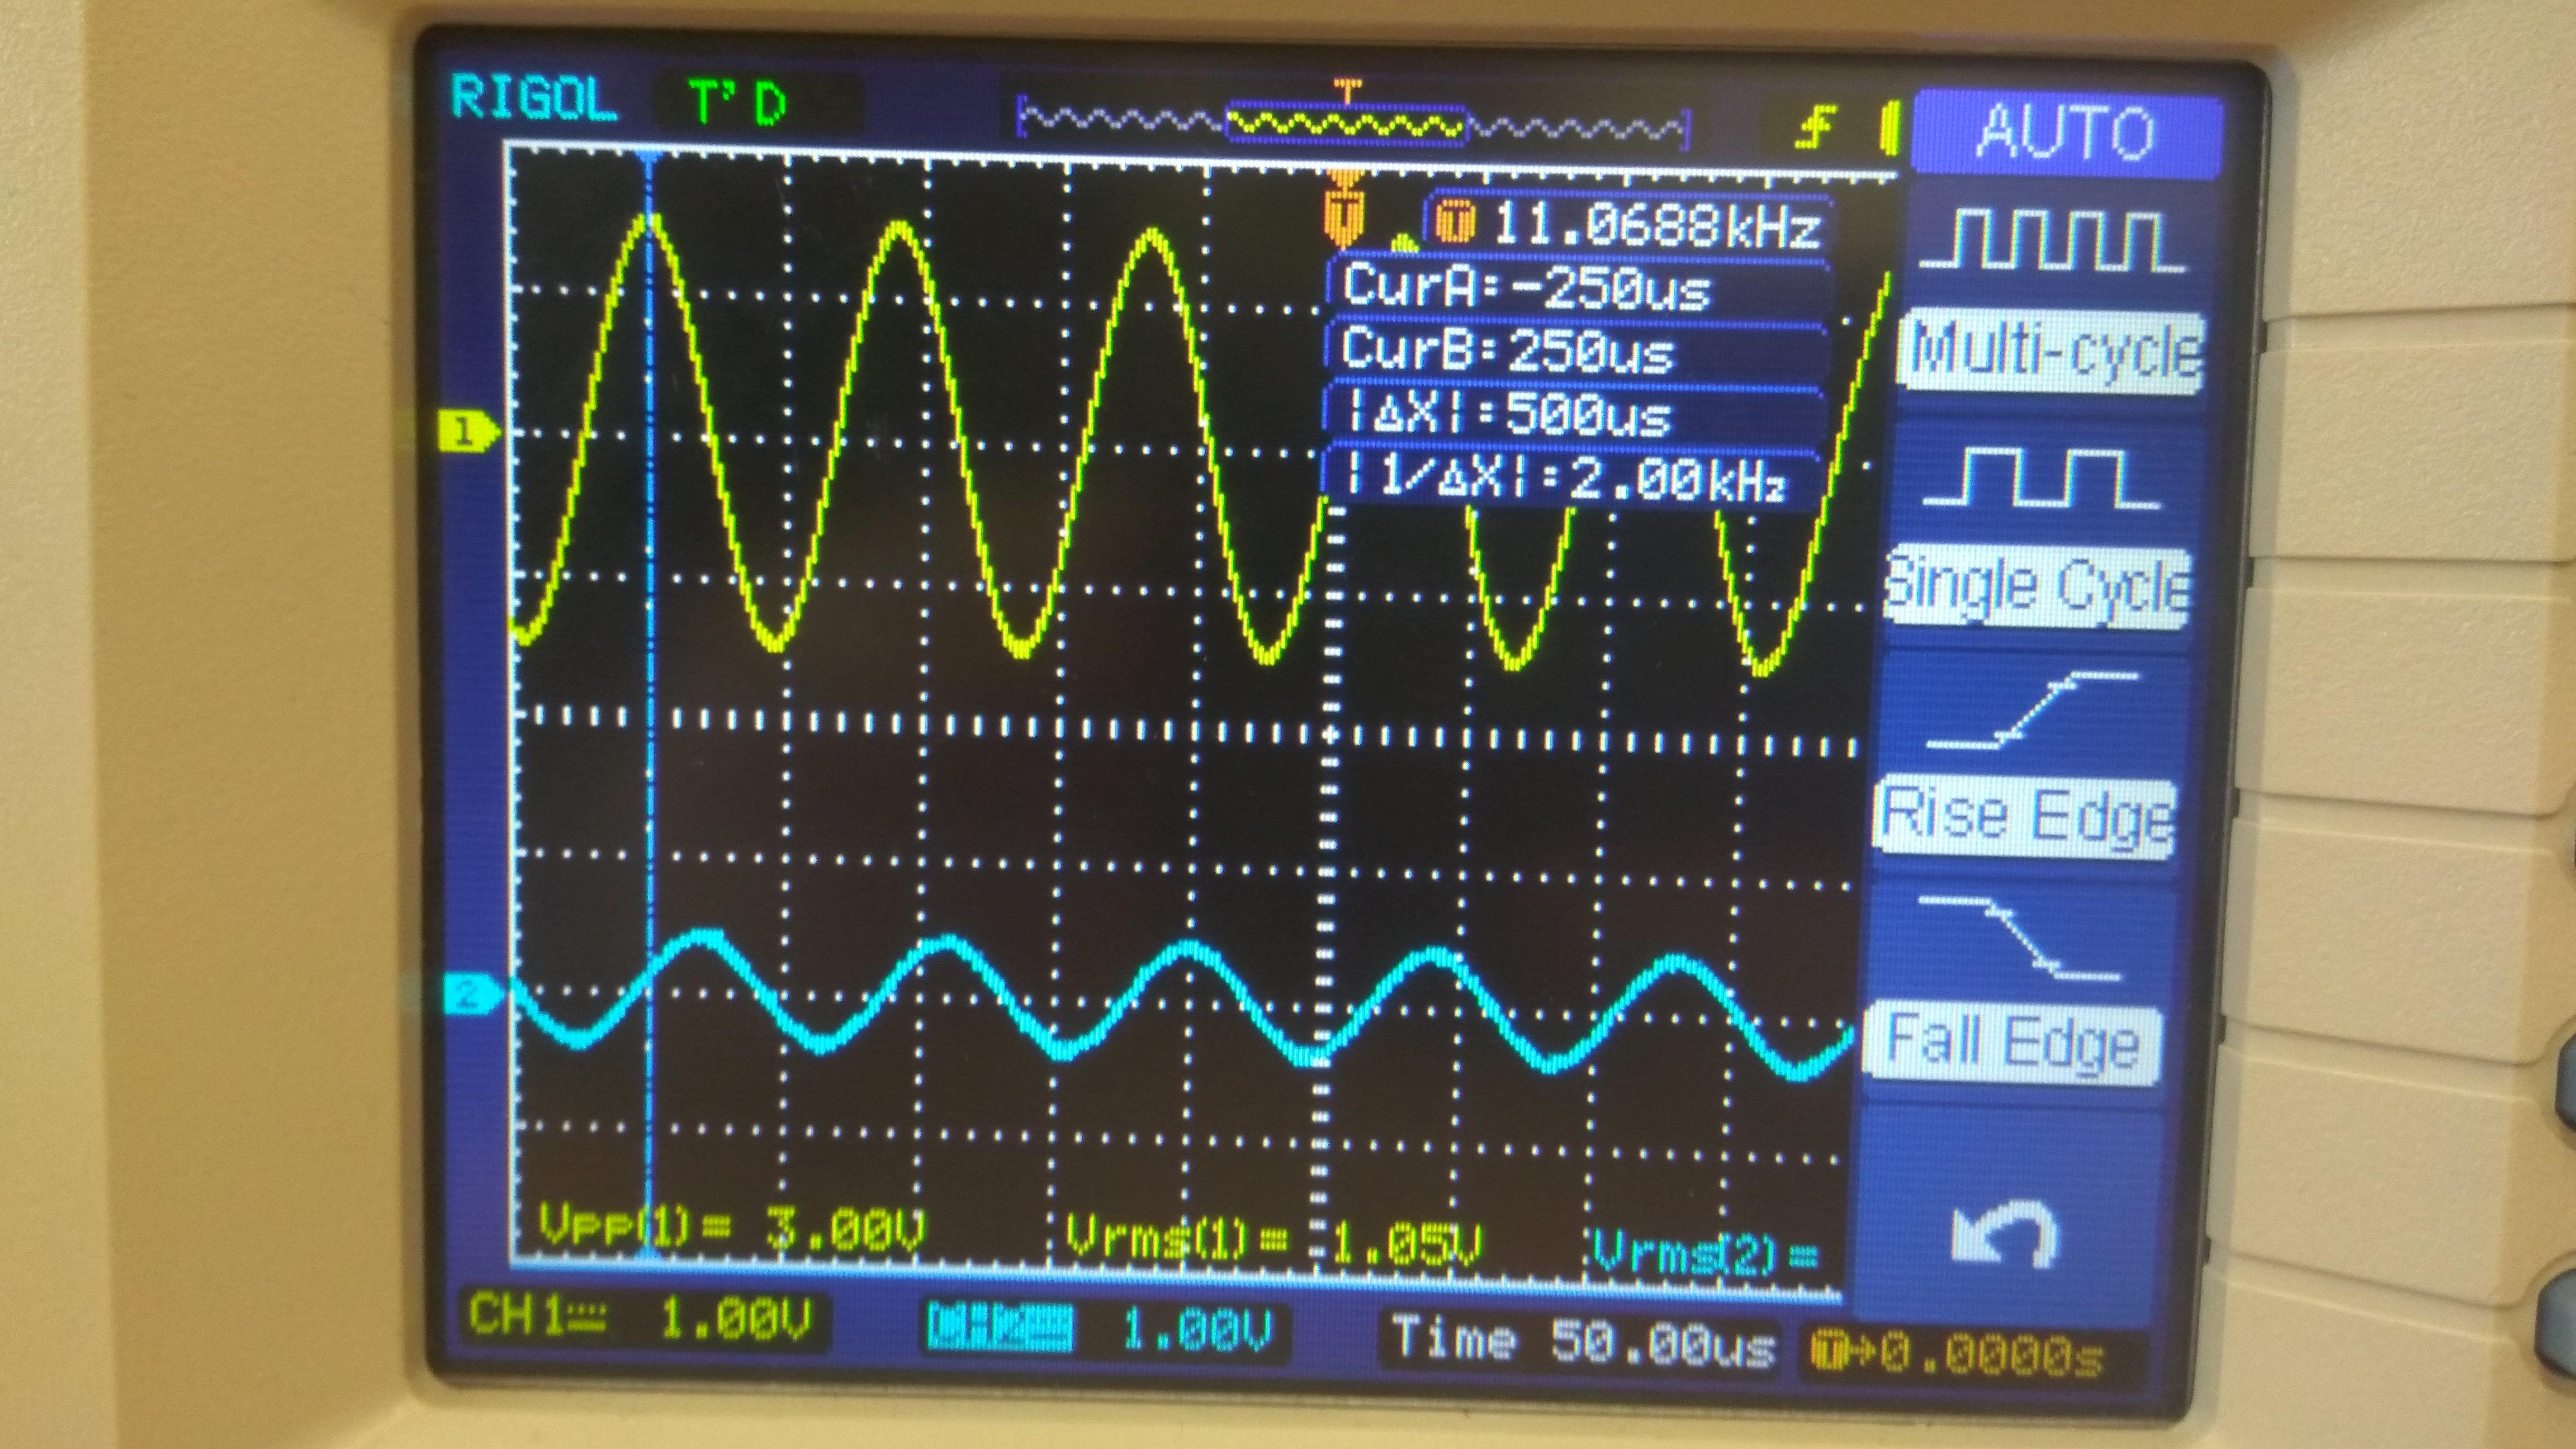 RIGOL T'D T AUTO
T 11.0688kHz
CurA:-250us
CurB:250us
|ΔX|:500us
|1/ΔX|:2.00kHz
Multi-cycle
1
Single Cycle
Rise Edge
2
Fall Edge
Vpp(1)= 3.00V Vrms(1)= 1.05V Vrms(2)=
CH1 1.00V CH2 1.00V Time 50.00us T→0.0000s